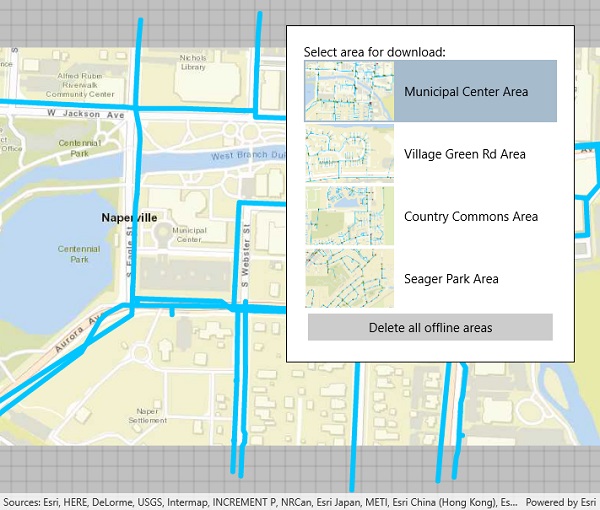 Alfred Rubin
Riverwalk
Community Center
Nichols
Library
W Jackson Ave
Centennial
Park
West Branch
Naperville
Municipal
Center
Centennial
Park
S Eagle St
S Webster St
Aurora Ave
Naper
Settlement
Select area for download:
Municipal Center Area
Village Green Rd Area
Country Commons Area
Seager Park Area
Delete all offline areas
Sources: Esri, HERE, DeLorme, USGS, Intermap, INCREMENT P, NRCan, Esri Japan, METI, Esri China (Hong Kong), Es... Powered by Esri